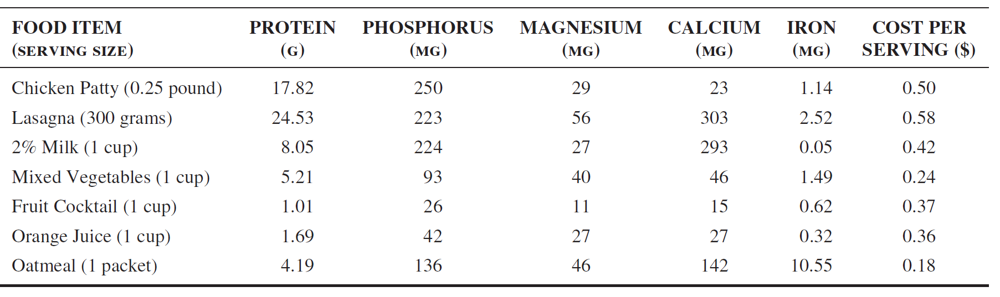 FOOD ITEM PROTEIN PHOSPHORUS MAGNESIUM CALCIUM IRON COST PER
(SERVING SIZE) (G) (MG) (MG) (MG) (MG) SERVING ($)
Chicken Patty (0.25 pound) 17.82 250 29 23 1.14 0.50
Lasagna (300 grams) 24.53 223 56 303 2.52 0.58
2% Milk (1 cup) 8.05 224 27 293 0.05 0.42
Mixed Vegetables (1 cup) 5.21 93 40 46 1.49 0.24
Fruit Cocktail (1 cup) 1.01 26 11 15 0.62 0.37
Orange Juice (1 cup) 1.69 42 27 27 0.32 0.36
Oatmeal (1 packet) 4.19 136 46 142 10.55 0.18